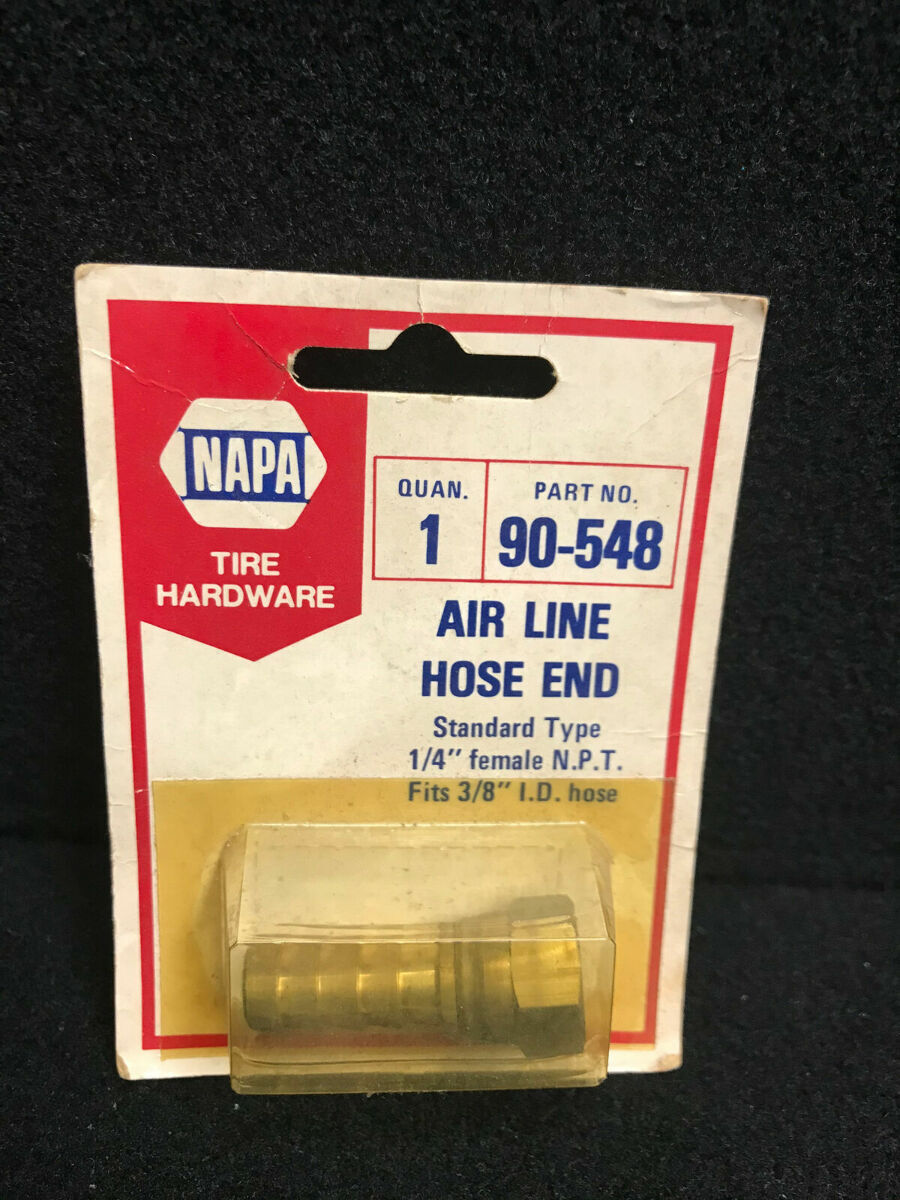 NAPA
TIRE
HARDWARE
QUAN.
1
PART NO.
90-548
AIR LINE
HOSE END
Standard Type
1/4" female N.P.T.
Fits 3/8" I.D. hose